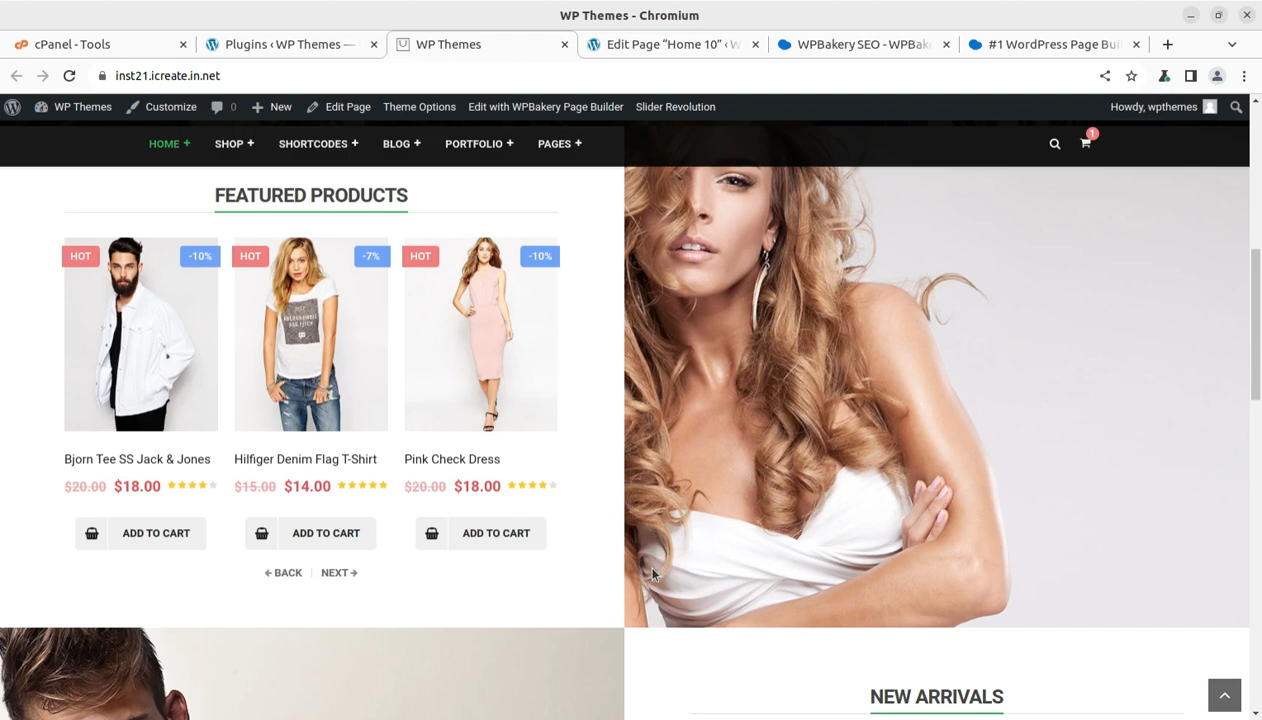 WP Themes - Chromium
cPanel - Tools
Plugins ‹ WP Themes —
WP Themes
Edit Page “Home 10” ‹ W
WPBakery SEO - WPBak
#1 WordPress Page Bui
inst21.icreate.in.net
WP Themes
Customize
0
New
Edit Page
Theme Options
Edit with WPBakery Page Builder
Slider Revolution
Howdy, wpthemes
HOME +
SHOP +
SHORTCODES +
BLOG +
PORTFOLIO +
PAGES +
1
FEATURED PRODUCTS
HOT
-10%
HOT
-7%
HOT
-10%
Bjorn Tee SS Jack & Jones
Hilfiger Denim Flag T-Shirt
Pink Check Dress
$20.00 $18.00
$15.00 $14.00
$20.00 $18.00
ADD TO CART
ADD TO CART
ADD TO CART
BACK
NEXT
NEW ARRIVALS